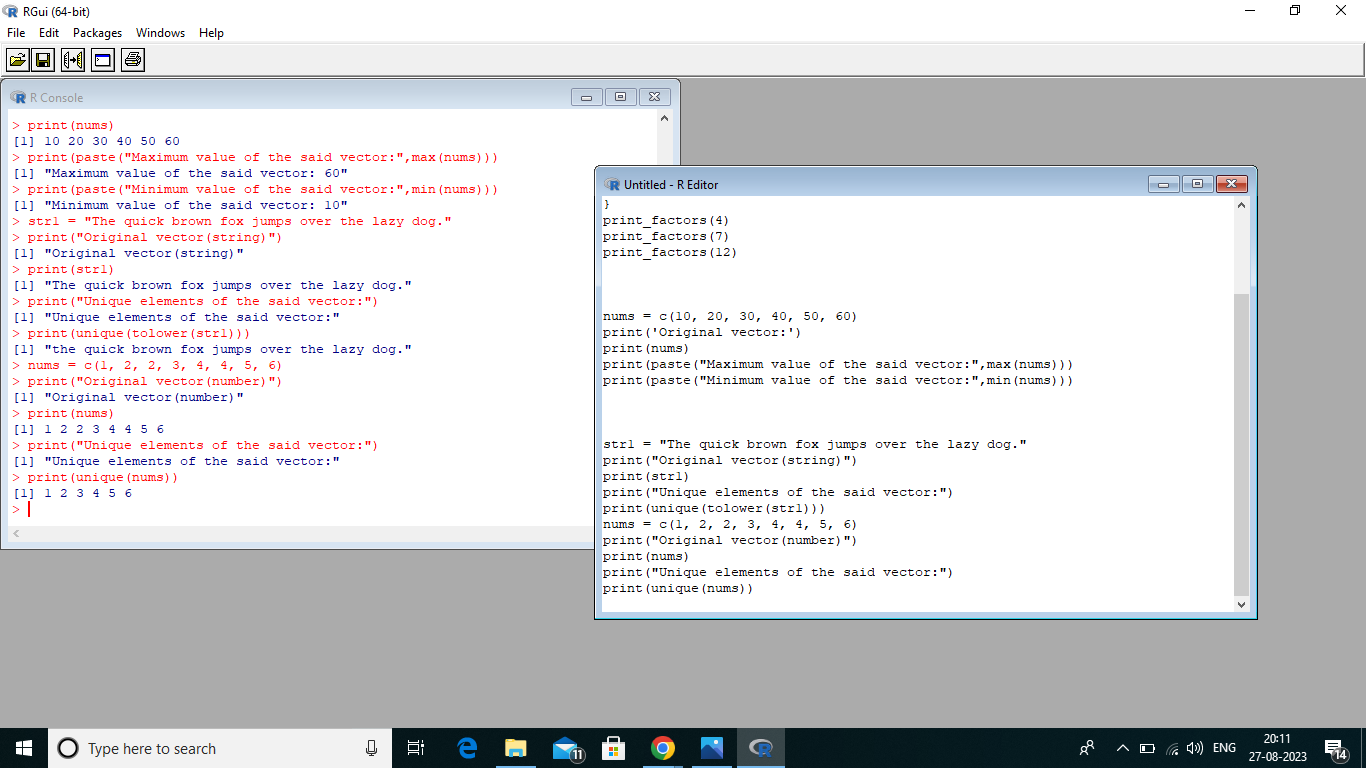 RGui (64-bit)
File Edit Packages Windows Help
R Console
> print(nums)
[1] 10 20 30 40 50 60
> print(paste("Maximum value of the said vector:",max(nums)))
[1] "Maximum value of the said vector: 60"
> print(paste("Minimum value of the said vector:",min(nums)))
[1] "Minimum value of the said vector: 10"
> str1 = "The quick brown fox jumps over the lazy dog."
> print("Original vector(string)")
[1] "Original vector(string)"
> print(str1)
[1] "The quick brown fox jumps over the lazy dog."
> print("Unique elements of the said vector:")
[1] "Unique elements of the said vector:"
> print(unique(tolower(str1)))
[1] "the quick brown fox jumps over the lazy dog."
> nums = c(1, 2, 2, 3, 4, 4, 5, 6)
> print("Original vector(number)")
[1] "Original vector(number)"
> print(nums)
[1] 1 2 2 3 4 4 5 6
> print("Unique elements of the said vector:")
[1] "Unique elements of the said vector:"
> print(unique(nums))
[1] 1 2 3 4 5 6
>
Untitled - R Editor
}
print_factors(4)
print_factors(7)
print_factors(12)
nums = c(10, 20, 30, 40, 50, 60)
print('Original vector:')
print(nums)
print(paste("Maximum value of the said vector:",max(nums)))
print(paste("Minimum value of the said vector:",min(nums)))
str1 = "The quick brown fox jumps over the lazy dog."
print("Original vector(string)")
print(str1)
print("Unique elements of the said vector:")
print(unique(tolower(str1)))
nums = c(1, 2, 2, 3, 4, 4, 5, 6)
print("Original vector(number)")
print(nums)
print("Unique elements of the said vector:")
print(unique(nums))
Type here to search
11
ENG
20:11
27-08-2023
14